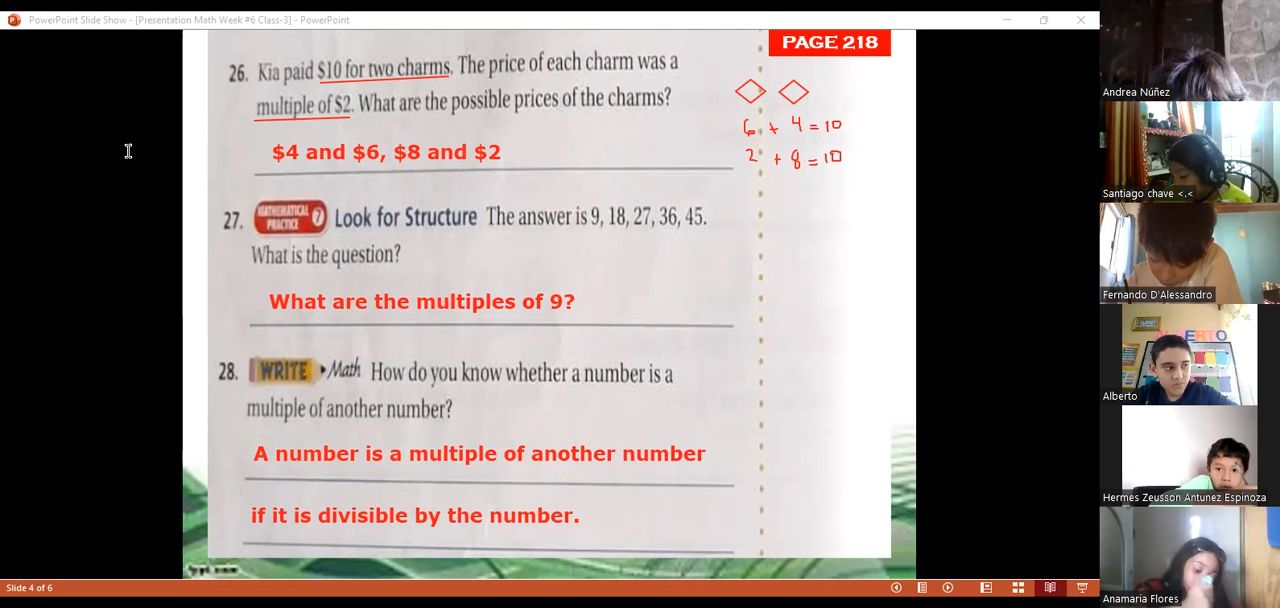 PowerPoint Slide Show - [Presentation Math Week #6 Class-3] - PowerPoint
PAGE 218
26. Kia paid $10 for two charms. The price of each charm was a
multiple of $2. What are the possible prices of the charms?
6 + 4 = 10
$4 and $6, $8 and $2
2 + 8 = 10
27. MATHEMATICAL PRACTICE 7 Look for Structure The answer is 9, 18, 27, 36, 45.
What is the question?
What are the multiples of 9?
28. WRITE ▸Math How do you know whether a number is a
multiple of another number?
A number is a multiple of another number
if it is divisible by the number.
Slide 4 of 6
Andrea Núñez
Santiago chave <.<
Fernando D'Alessandro
ALBERTO
Alberto
Hermes Zeusson Antunez Espinoza
Anamaria Flores